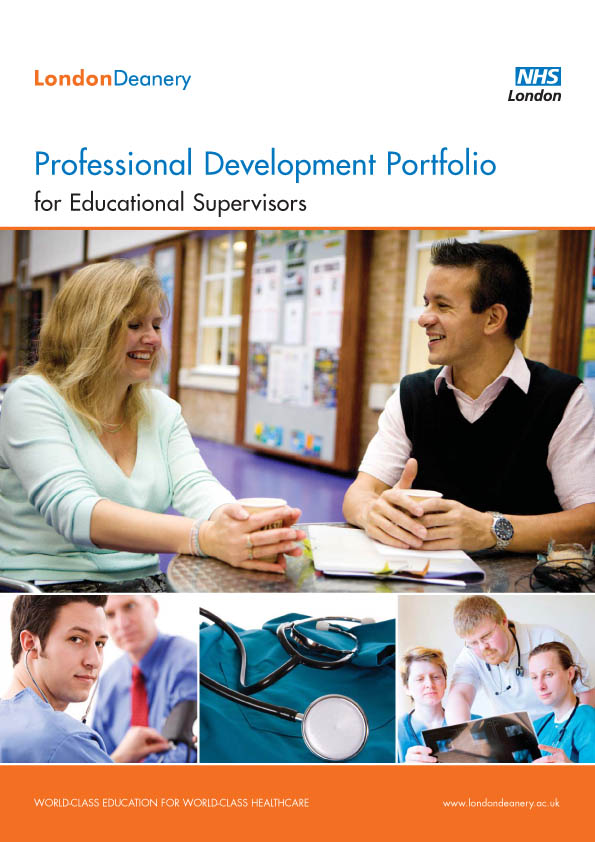 LondonDeanery
NHS
London
Professional Development Portfolio
for Educational Supervisors
WORLD-CLASS EDUCATION FOR WORLD-CLASS HEALTHCARE
www.londondeanery.ac.uk